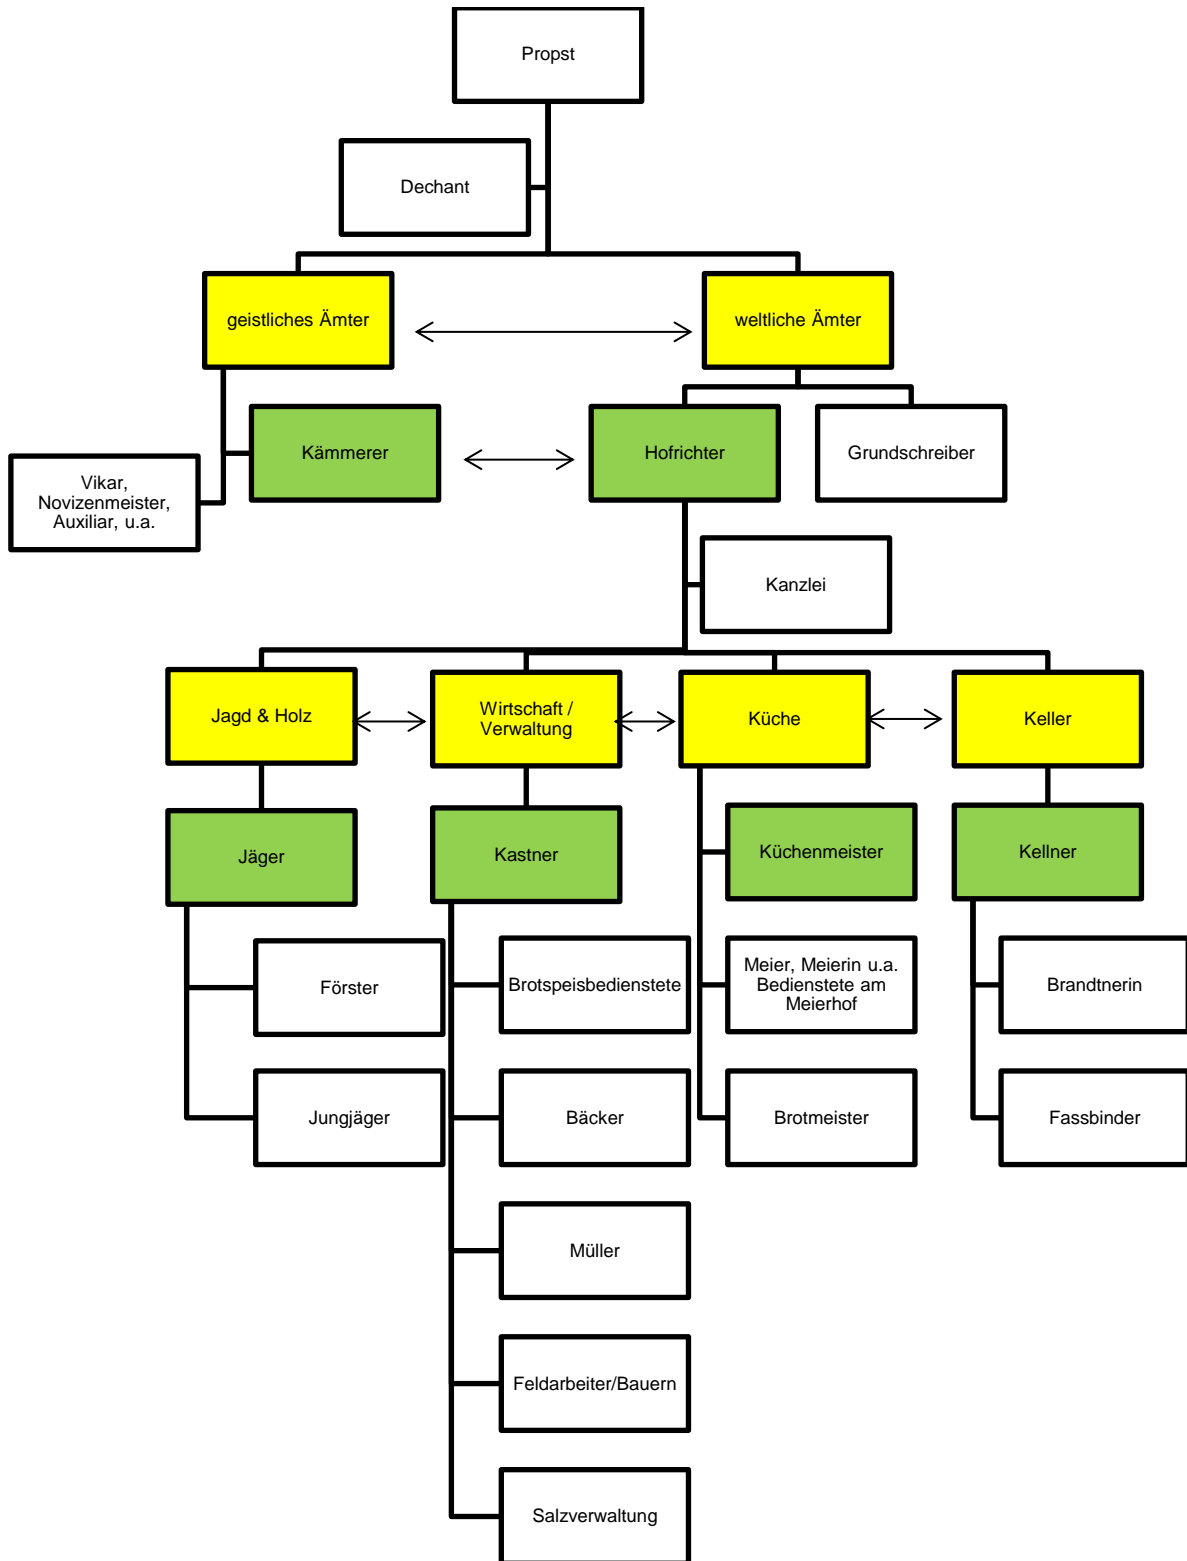 Propst
Dechant
geistliches Ämter
weltliche Ämter
Kämmerer
Hofrichter
Grundschreiber
Vikar,
Novizenmeister,
Auxiliar, u.a.
Kanzlei
Jagd & Holz
Wirtschaft /
Verwaltung
Küche
Keller
Jäger
Kastner
Küchenmeister
Kellner
Förster
Brotspeisbedienstete
Meier, Meierin u.a.
Bedienstete am
Meierhof
Brandtnerin
Jungjäger
Bäcker
Brotmeister
Fassbinder
Müller
Feldarbeiter/Bauern
Salzverwaltung